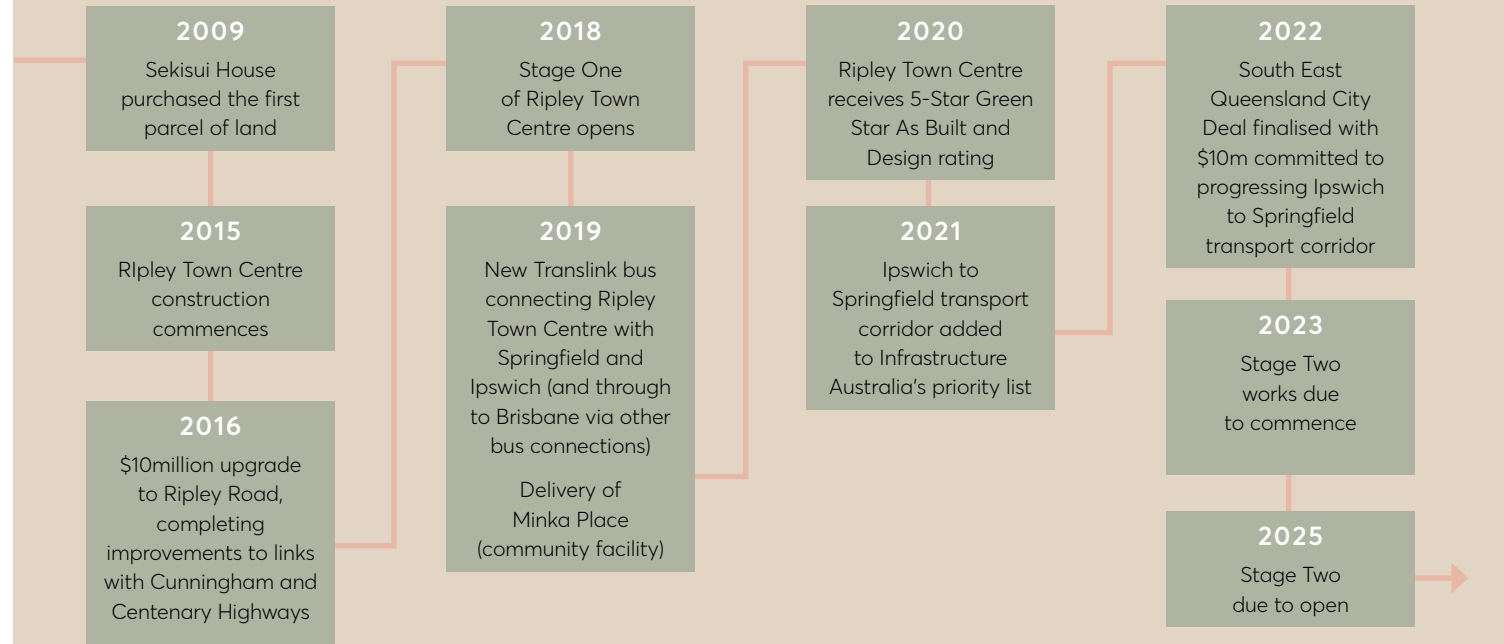 2009
Sekisui House
purchased the first
parcel of land
2015
RIpley Town Centre
construction
commences
2016
$10million upgrade
to Ripley Road,
completing
improvements to links
with Cunningham and
Centenary Highways
2018
Stage One
of Ripley Town
Centre opens
2019
New Translink bus
connecting Ripley
Town Centre with
Springfield and
Ipswich (and through
to Brisbane via other
bus connections)
Delivery of
Minka Place
(community facility)
2020
Ripley Town Centre
receives 5-Star Green
Star As Built and
Design rating
2021
Ipswich to
Springfield transport
corridor added
to Infrastructure
Australia's priority list
2022
South East
Queensland City
Deal finalised with
$10m committed to
progressing Ipswich
to Springfield
transport corridor
2023
Stage Two
works due
to commence
2025
Stage Two
due to open